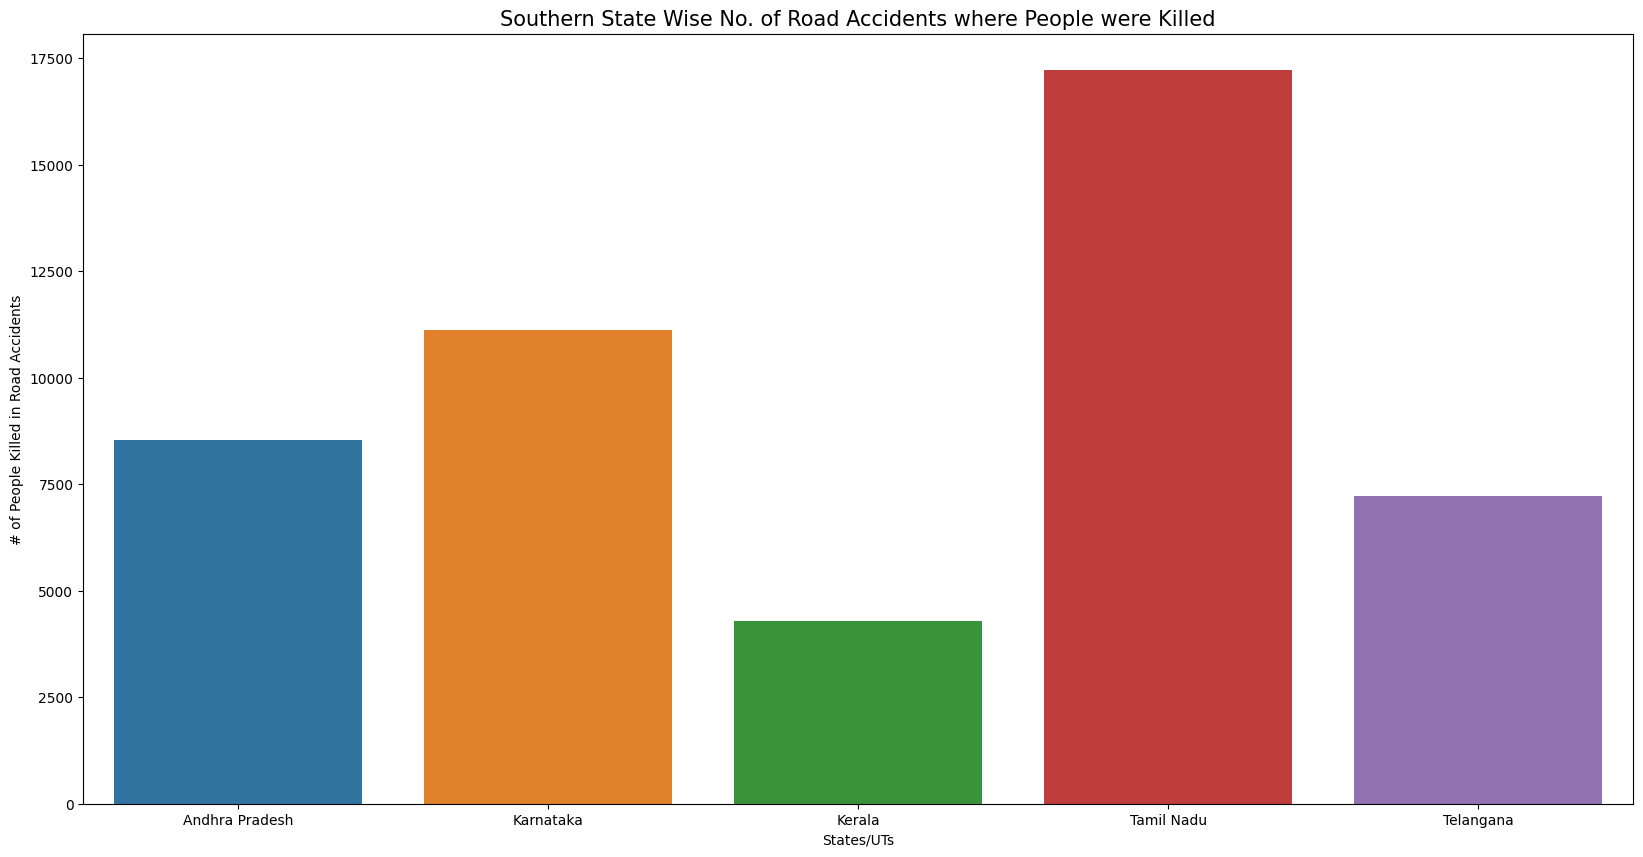 Southern State Wise No. of Road Accidents where People were Killed
17500
15000
12500
10000
7500
5000
2500
0
# of People Killed in Road Accidents
Andhra Pradesh
Karnataka
Kerala
Tamil Nadu
Telangana
States/UTs